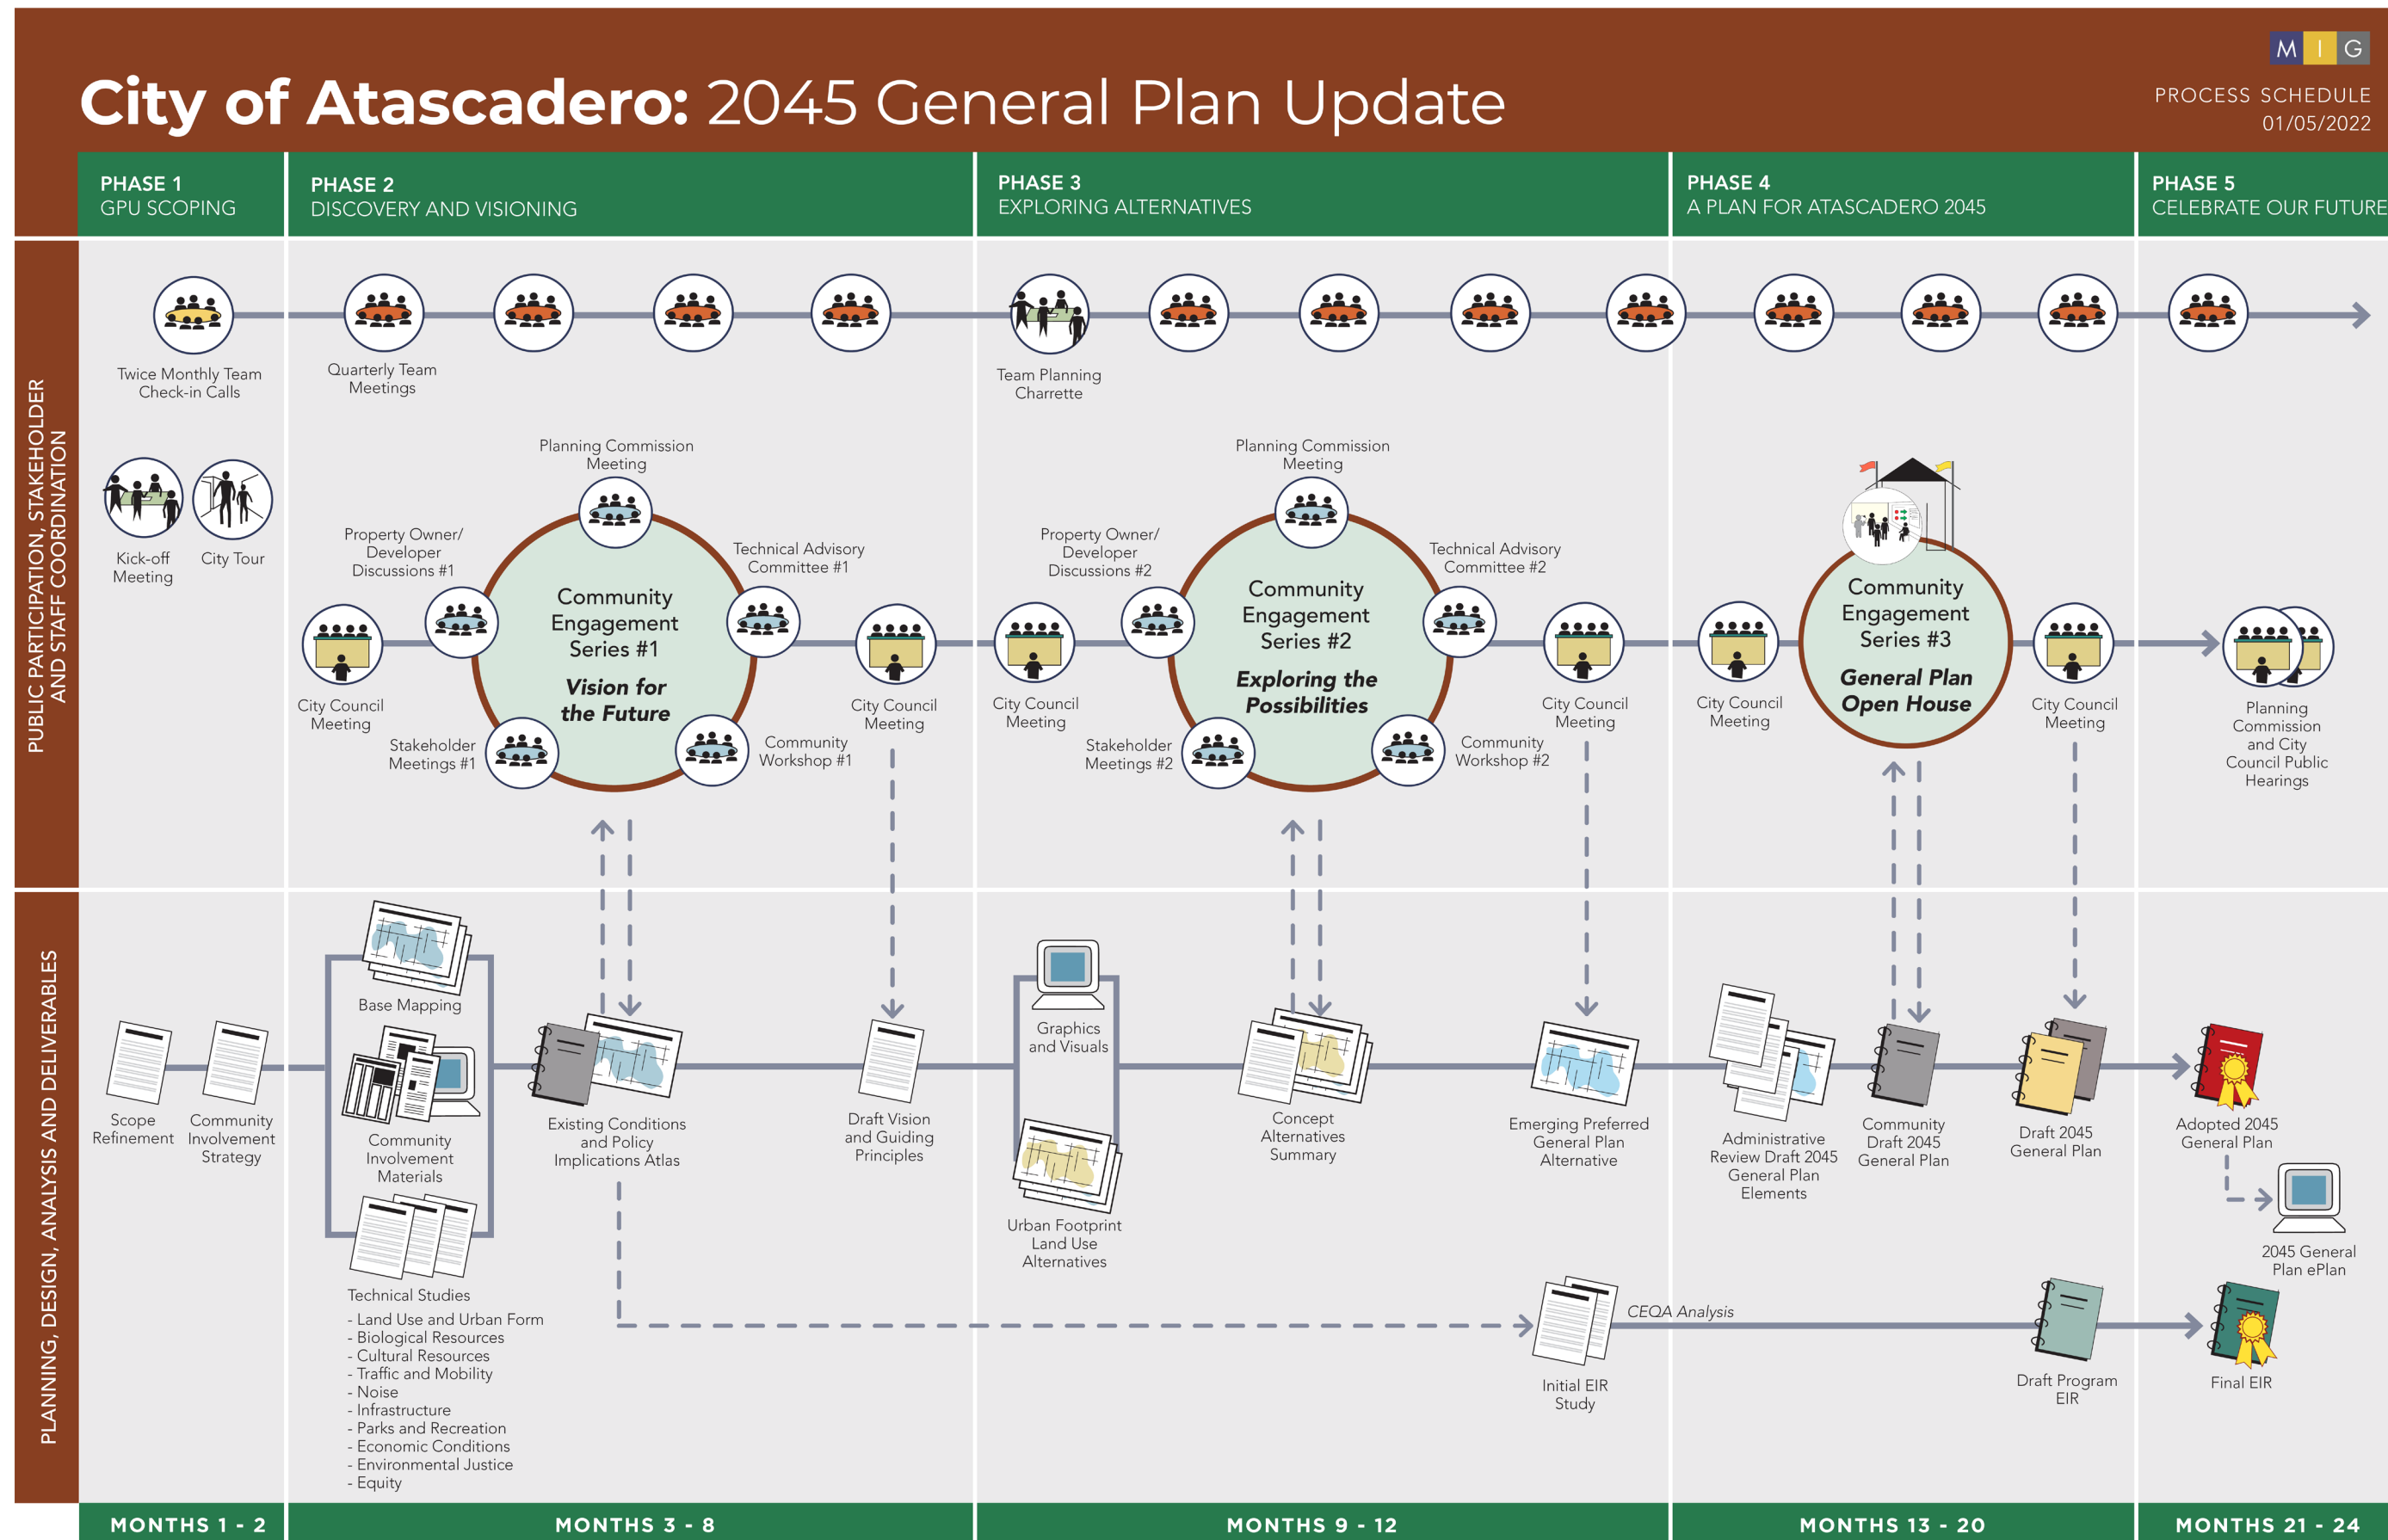 City of Atascadero: 2045 General Plan Update
M I G
PROCESS SCHEDULE
01/05/2022
PHASE 1
GPU SCOPING
PHASE 2
DISCOVERY AND VISIONING
PHASE 3
EXPLORING ALTERNATIVES
PHASE 4
A PLAN FOR ATASCADERO 2045
PHASE 5
CELEBRATE OUR FUTURE
PUBLIC PARTICIPATION, STAKEHOLDER
AND STAFF COORDINATION
Twice Monthly Team
Check-in Calls
Quarterly Team
Meetings
Team Planning
Charrette
Kick-off
Meeting
City Tour
City Council
Meeting
Property Owner/
Developer
Discussions #1
Planning Commission
Meeting
Technical Advisory
Committee #1
Community
Engagement
Series #1
Vision for
the Future
Stakeholder
Meetings #1
Community
Workshop #1
City Council
Meeting
City Council
Meeting
Property Owner/
Developer
Discussions #2
Planning Commission
Meeting
Technical Advisory
Committee #2
Community
Engagement
Series #2
Exploring the
Possibilities
Stakeholder
Meetings #2
Community
Workshop #2
City Council
Meeting
City Council
Meeting
Community
Engagement
Series #3
General Plan
Open House
City Council
Meeting
Planning
Commission
and City
Council Public
Hearings
PLANNING, DESIGN, ANALYSIS AND DELIVERABLES
Scope
Refinement
Community
Involvement
Strategy
Base Mapping
Community
Involvement
Materials
Technical Studies
- Land Use and Urban Form
- Biological Resources
- Cultural Resources
- Traffic and Mobility
- Noise
- Infrastructure
- Parks and Recreation
- Economic Conditions
- Environmental Justice
- Equity
Existing Conditions
and Policy
Implications Atlas
Draft Vision
and Guiding
Principles
Graphics
and Visuals
Urban Footprint
Land Use
Alternatives
Concept
Alternatives
Summary
Emerging Preferred
General Plan
Alternative
Initial EIR
Study
CEQA Analysis
Administrative
Review Draft 2045
General Plan
Elements
Community
Draft 2045
General Plan
Draft 2045
General Plan
Draft Program
EIR
Adopted 2045
General Plan
2045 General
Plan ePlan
Final EIR
MONTHS 1 - 2
MONTHS 3 - 8
MONTHS 9 - 12
MONTHS 13 - 20
MONTHS 21 - 24